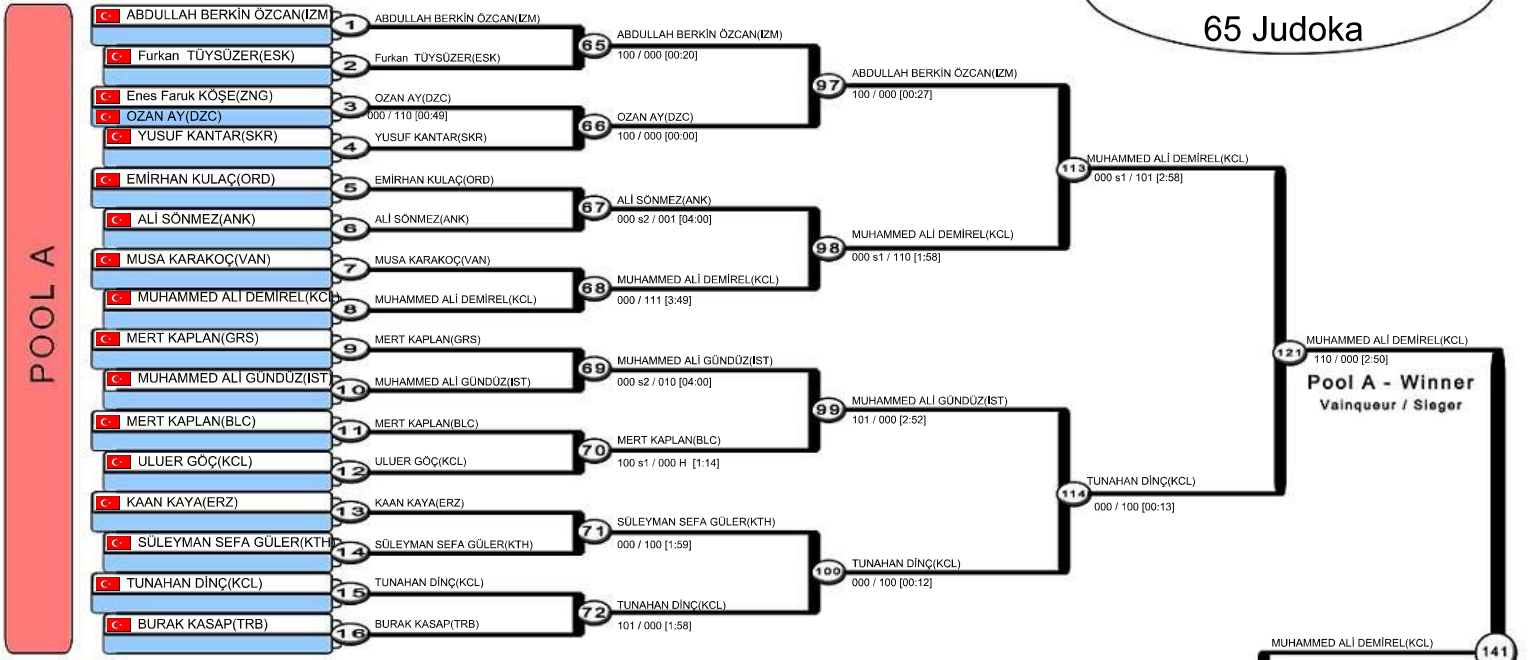 65 Judoka
POOL A
ABDULLAH BERKİN ÖZCAN(İZM)
Furkan TÜYSÜZER(ESK)
Enes Faruk KÖŞE(ZNG)
OZAN AY(DZC)
YUSUF KANTAR(SKR)
EMİRHAN KULAÇ(ORD)
ALİ SÖNMEZ(ANK)
MUSA KARAKOÇ(VAN)
MUHAMMED ALİ DEMİREL(KCL)
MERT KAPLAN(GRS)
MUHAMMED ALİ GÜNDÜZ(İST)
MERT KAPLAN(BLC)
ULUER GÖÇ(KCL)
KAAN KAYA(ERZ)
SÜLEYMAN SEFA GÜLER(KTH)
TUNAHAN DİNÇ(KCL)
BURAK KASAP(TRB)
1 ABDULLAH BERKİN ÖZCAN(İZM)
2 Furkan TÜYSÜZER(ESK)
3 OZAN AY(DZC)
000 / 110 [00:49]
4 YUSUF KANTAR(SKR)
5 EMİRHAN KULAÇ(ORD)
6 ALİ SÖNMEZ(ANK)
7 MUSA KARAKOÇ(VAN)
8 MUHAMMED ALİ DEMİREL(KCL)
9 MERT KAPLAN(GRS)
10 MUHAMMED ALİ GÜNDÜZ(İST)
11 MERT KAPLAN(BLC)
12 ULUER GÖÇ(KCL)
13 KAAN KAYA(ERZ)
14 SÜLEYMAN SEFA GÜLER(KTH)
15 TUNAHAN DİNÇ(KCL)
16 BURAK KASAP(TRB)
65 ABDULLAH BERKİN ÖZCAN(İZM)
100 / 000 [00:20]
66 OZAN AY(DZC)
100 / 000 [00:00]
67 ALİ SÖNMEZ(ANK)
000 s2 / 001 [04:00]
68 MUHAMMED ALİ DEMİREL(KCL)
000 / 111 [3:49]
69 MUHAMMED ALİ GÜNDÜZ(İST)
000 s2 / 010 [04:00]
70 MERT KAPLAN(BLC)
100 s1 / 000 H [1:14]
71 SÜLEYMAN SEFA GÜLER(KTH)
000 / 100 [1:59]
72 TUNAHAN DİNÇ(KCL)
101 / 000 [1:58]
97 ABDULLAH BERKİN ÖZCAN(İZM)
100 / 000 [00:27]
98 MUHAMMED ALİ DEMİREL(KCL)
000 s1 / 110 [1:58]
99 MUHAMMED ALİ GÜNDÜZ(İST)
101 / 000 [2:52]
100 TUNAHAN DİNÇ(KCL)
000 / 100 [00:12]
113 MUHAMMED ALİ DEMİREL(KCL)
000 s1 / 101 [2:58]
114 TUNAHAN DİNÇ(KCL)
000 / 100 [00:13]
121 MUHAMMED ALİ DEMİREL(KCL)
110 / 000 [2:50]
Pool A - Winner
Vainqueur / Sieger
MUHAMMED ALİ DEMİREL(KCL)
141